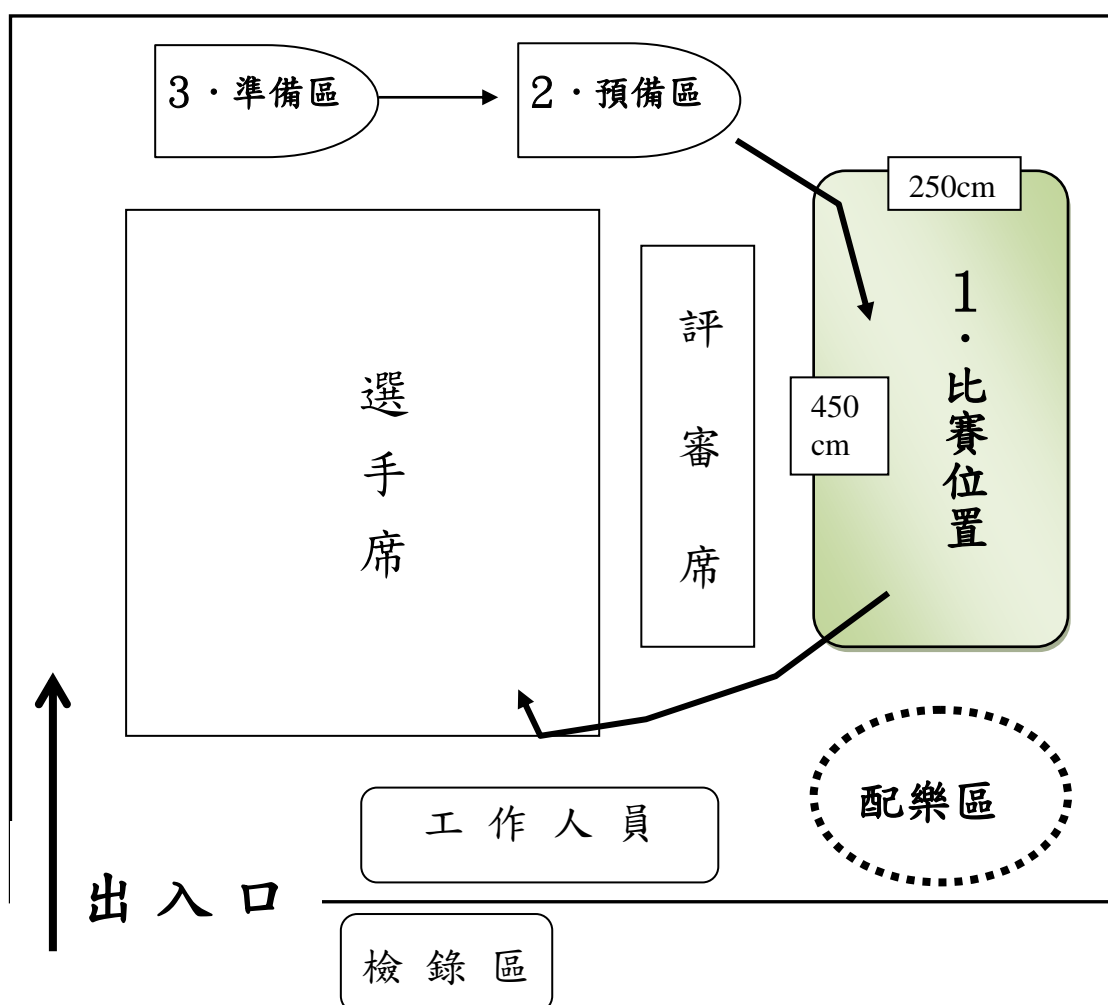 3．準備區
2．預備區
250cm
1．比賽位置
評審席
選手席
450
cm
配樂區
工作人員
出入口
檢錄區